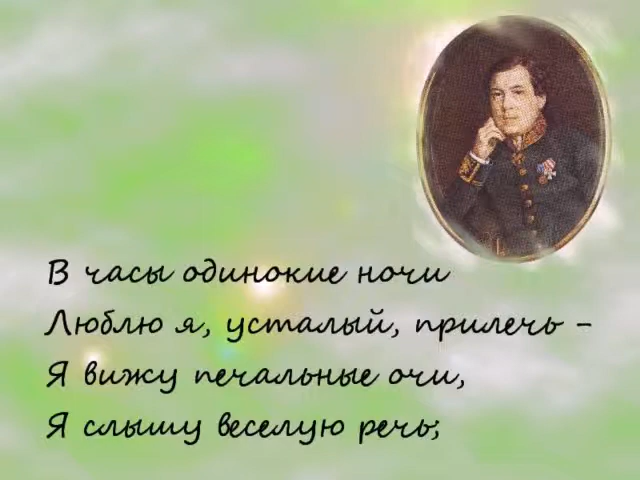 В часы одинокие ночи
Люблю я, усталый, прилечь –
Я вижу печальные очи,
Я слышу веселую речь;